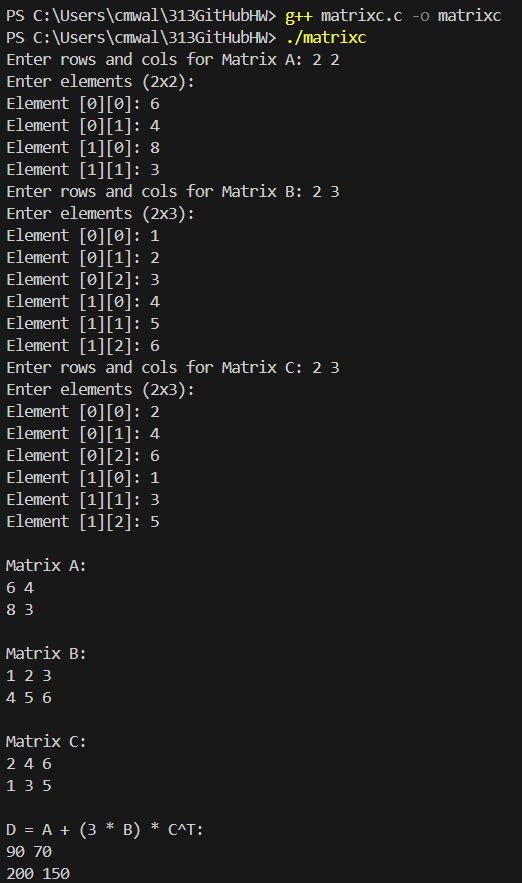 PS C:\Users\cmwal\313GitHubHW> g++ matrixc.c -o matrixc
PS C:\Users\cmwal\313GitHubHW> ./matrixc
Enter rows and cols for Matrix A: 2 2
Enter elements (2x2):
Element [0][0]: 6
Element [0][1]: 4
Element [1][0]: 8
Element [1][1]: 3
Enter rows and cols for Matrix B: 2 3
Enter elements (2x3):
Element [0][0]: 1
Element [0][1]: 2
Element [0][2]: 3
Element [1][0]: 4
Element [1][1]: 5
Element [1][2]: 6
Enter rows and cols for Matrix C: 2 3
Enter elements (2x3):
Element [0][0]: 2
Element [0][1]: 4
Element [0][2]: 6
Element [1][0]: 1
Element [1][1]: 3
Element [1][2]: 5
Matrix A:
6 4
8 3
Matrix B:
1 2 3
4 5 6
Matrix C:
2 4 6
1 3 5
D = A + (3 * B) * C^T:
90 70
200 150